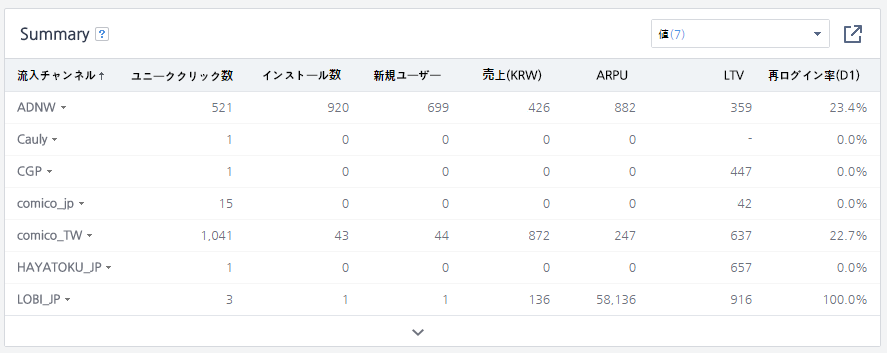 Summary ? 値(7)
流入チャンネル↑ ユニーククリック数 インストール数 新規ユーザー 売上(KRW) ARPU LTV 再ログイン率(D1)
ADNW 521 920 699 426 882 359 23.4%
Cauly 1 0 0 0 0 - 0.0%
CGP 1 0 0 0 0 447 0.0%
comico_jp 15 0 0 0 0 42 0.0%
comico_TW 1,041 43 44 872 247 637 22.7%
HAYATOKU_JP 1 0 0 0 0 657 0.0%
LOBI_JP 3 1 1 136 58,136 916 100.0%